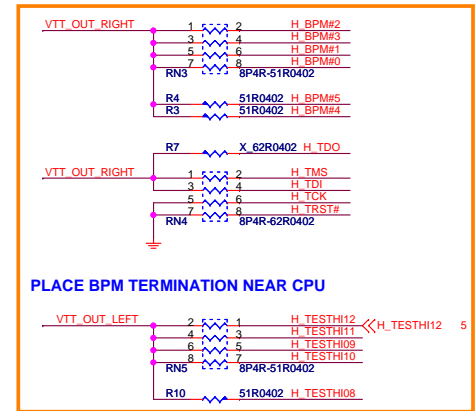 VTT_OUT_RIGHT 1 2 H_BPM#2
3 4 H_BPM#3
5 6 H_BPM#1
7 8 H_BPM#0
RN3 8P4R-51R0402
R4 51R0402 H_BPM#5
R3 51R0402 H_BPM#4
R7 X_62R0402 H_TDO
VTT_OUT_RIGHT 1 2 H_TMS
3 4 H_TDI
5 6 H_TCK
7 8 H_TRST#
RN4 8P4R-62R0402
PLACE BPM TERMINATION NEAR CPU
VTT_OUT_LEFT 2 1 H_TESTHI12 H_TESTHI12 5
4 3 H_TESTHI11
6 5 H_TESTHI09
8 7 H_TESTHI10
RN5 8P4R-51R0402
R10 51R0402 H_TESTHI08